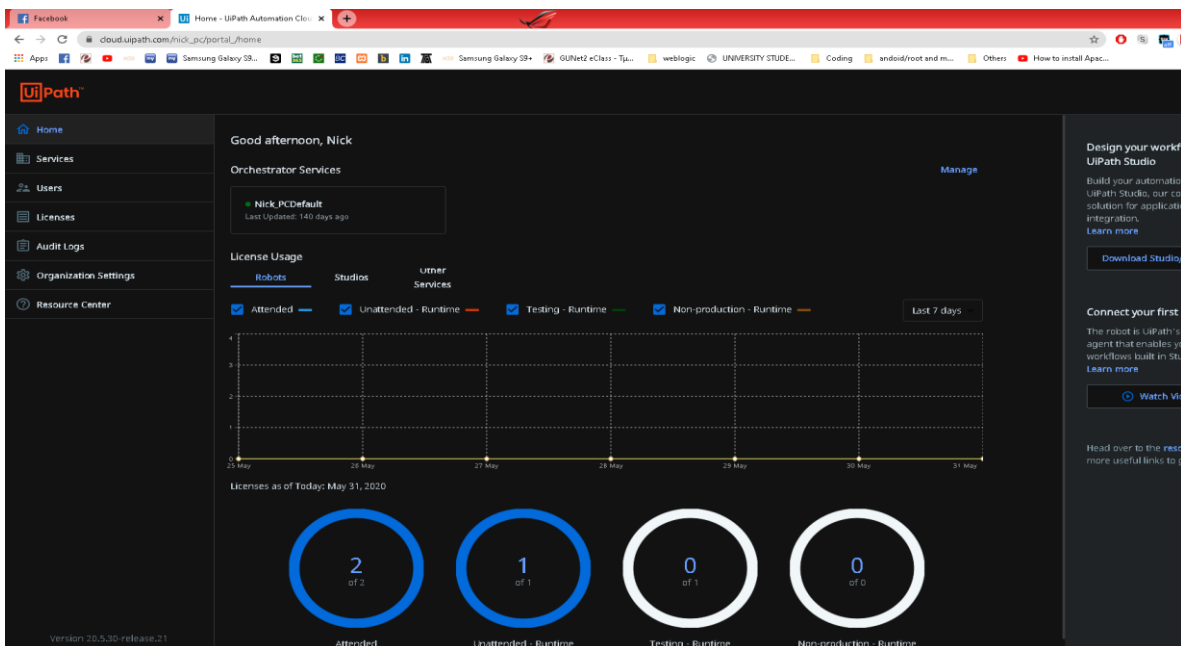 Facebook
Home - UiPath Automation Clou
cloud.uipath.com/nick_pc/portal_/home
Apps Samsung Galaxy S9... Samsung Galaxy S9+ GUNet2 eClass - Τμ... weblogic UNIVERSITY STUDE... Coding andoid/root and m... Others How to install Apac...
UiPath
Home
Services
Users
Licenses
Audit Logs
Organization Settings
Resource Center
Version 20.5.30-release.21
Good afternoon, Nick
Orchestrator Services Manage
Nick_PCDefault
Last Updated: 140 days ago
License Usage
Robots Studios Other Services
Attended Unattended - Runtime Testing - Runtime Non-production - Runtime Last 7 days
4
3
2
1
0
25 May 26 May 27 May 28 May 29 May 30 May 31 May
Licenses as of Today: May 31, 2020
2 1 0 0
of 2 of 1 of 1 of 0
Attended Unattended - Runtime Testing - Runtime Non-production - Runtime
Design your workf
UiPath Studio
Build your automatio
UiPath Studio, our co
solution for applicati
integration.
Learn more
Download Studio/
Connect your first
The robot is UiPath's
agent that enables yo
workflows built in Stu
Learn more
Watch Vi
Head over to the reso
more useful links to g